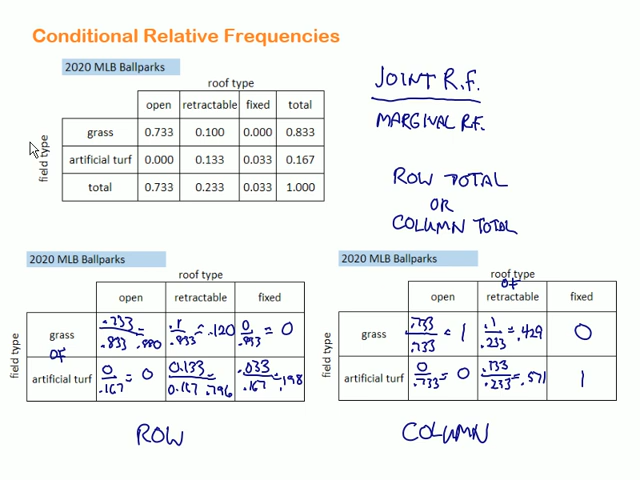 Conditional Relative Frequencies
2020 MLB Ballparks
roof type
open retractable fixed total
grass 0.733 0.100 0.000 0.833
artificial turf 0.000 0.133 0.033 0.167
total 0.733 0.233 0.033 1.000
field type
JOINT R.F.
MARGINAL R.F.
ROW TOTAL
OR
COLUMN TOTAL
2020 MLB Ballparks
roof type
open retractable fixed
grass .733/.833 = .880 .1/.833 = .120 0/.833 = 0
of
artificial turf 0/.167 = 0 0.133/0.167 .796 .033/.167 = .198
field type
ROW
2020 MLB Ballparks
roof type
of
open retractable fixed
grass .733/.733 = 1 .1/.233 = .429 0
artificial turf 0/.733 = 0 .133/.233 = .571 1
field type
COLUMN